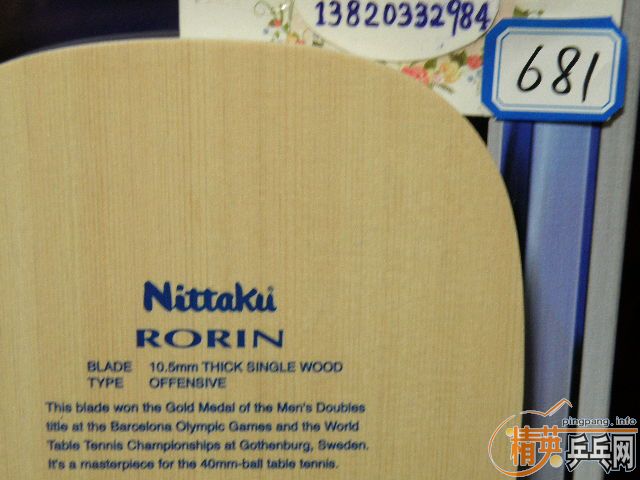 13820332984
681
Nittaku
RORIN
BLADE 10.5mm THICK SINGLE WOOD
TYPE OFFENSIVE
This blade won the Gold Medal of the Men's Doubles
title at the Barcelona Olympic Games and the World
Table Tennis Championships at Gothenburg, Sweden.
It's a masterpiece for the 40mm-ball table tennis.
pingpang.info
精英乒乓网